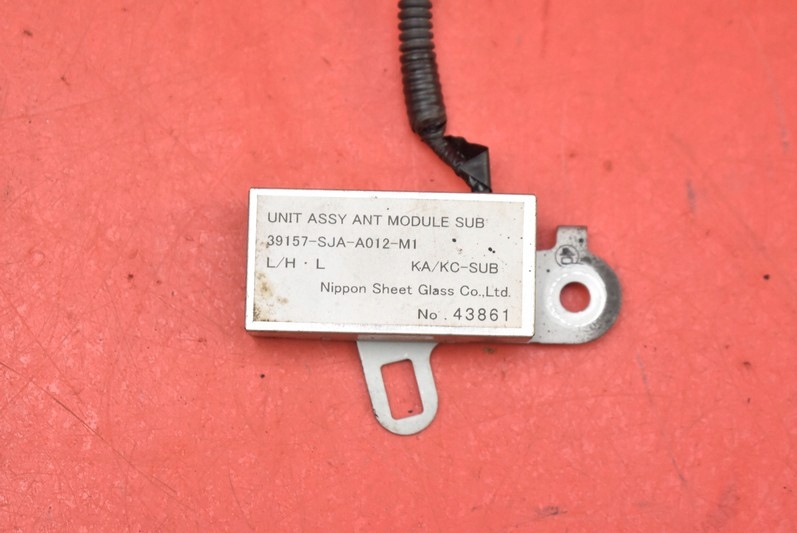 UNIT ASSY ANT MODULE SUB
39157-SJA-A012-M1
L/H · L KA/KC-SUB
Nippon Sheet Glass Co.,Ltd.
No . 43861